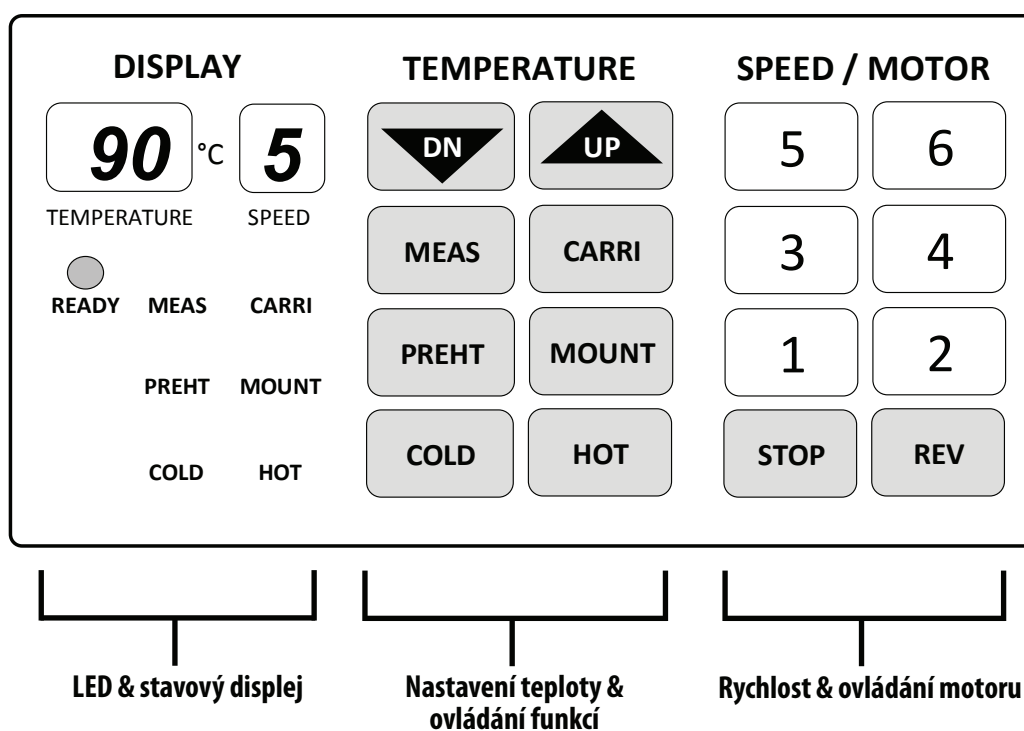 DISPLAY
90 °C 5
TEMPERATURE SPEED
READY MEAS CARRI
PREHT MOUNT
COLD HOT
TEMPERATURE
DN UP
MEAS CARRI
PREHT MOUNT
COLD HOT
SPEED / MOTOR
5 6
3 4
1 2
STOP REV
LED & stavový displej
Nastavení teploty &
ovládání funkcí
Rychlost & ovládání motoru